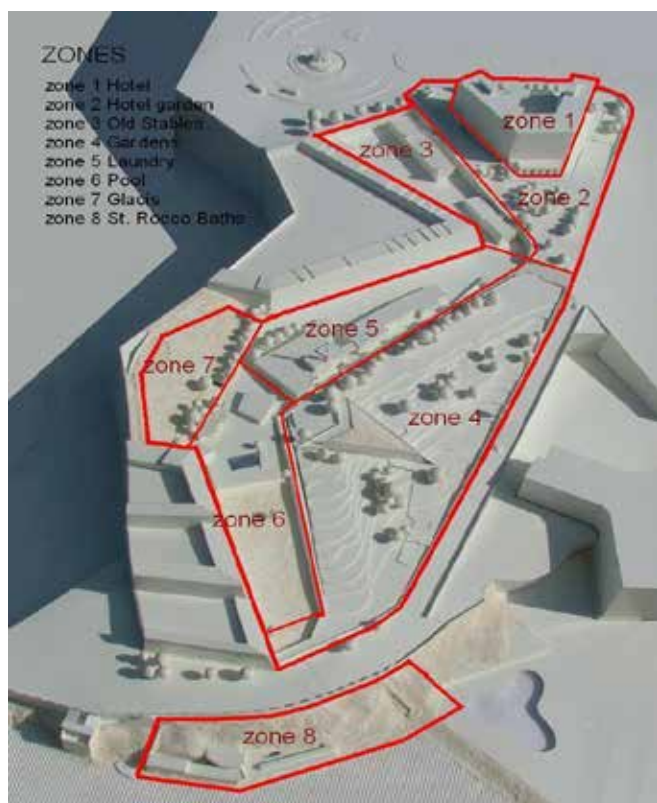 ZONES
zone 1 Hotel
zone 2 Hotel garden
zone 3 Old Stables
zone 4 Gardens
zone 5 Laundry
zone 6 Pool
zone 7 Glacis
zone 8 St. Rocco Baths
zone 1
zone 3
zone 2
zone 5
zone 7
zone 4
zone 6
zone 8